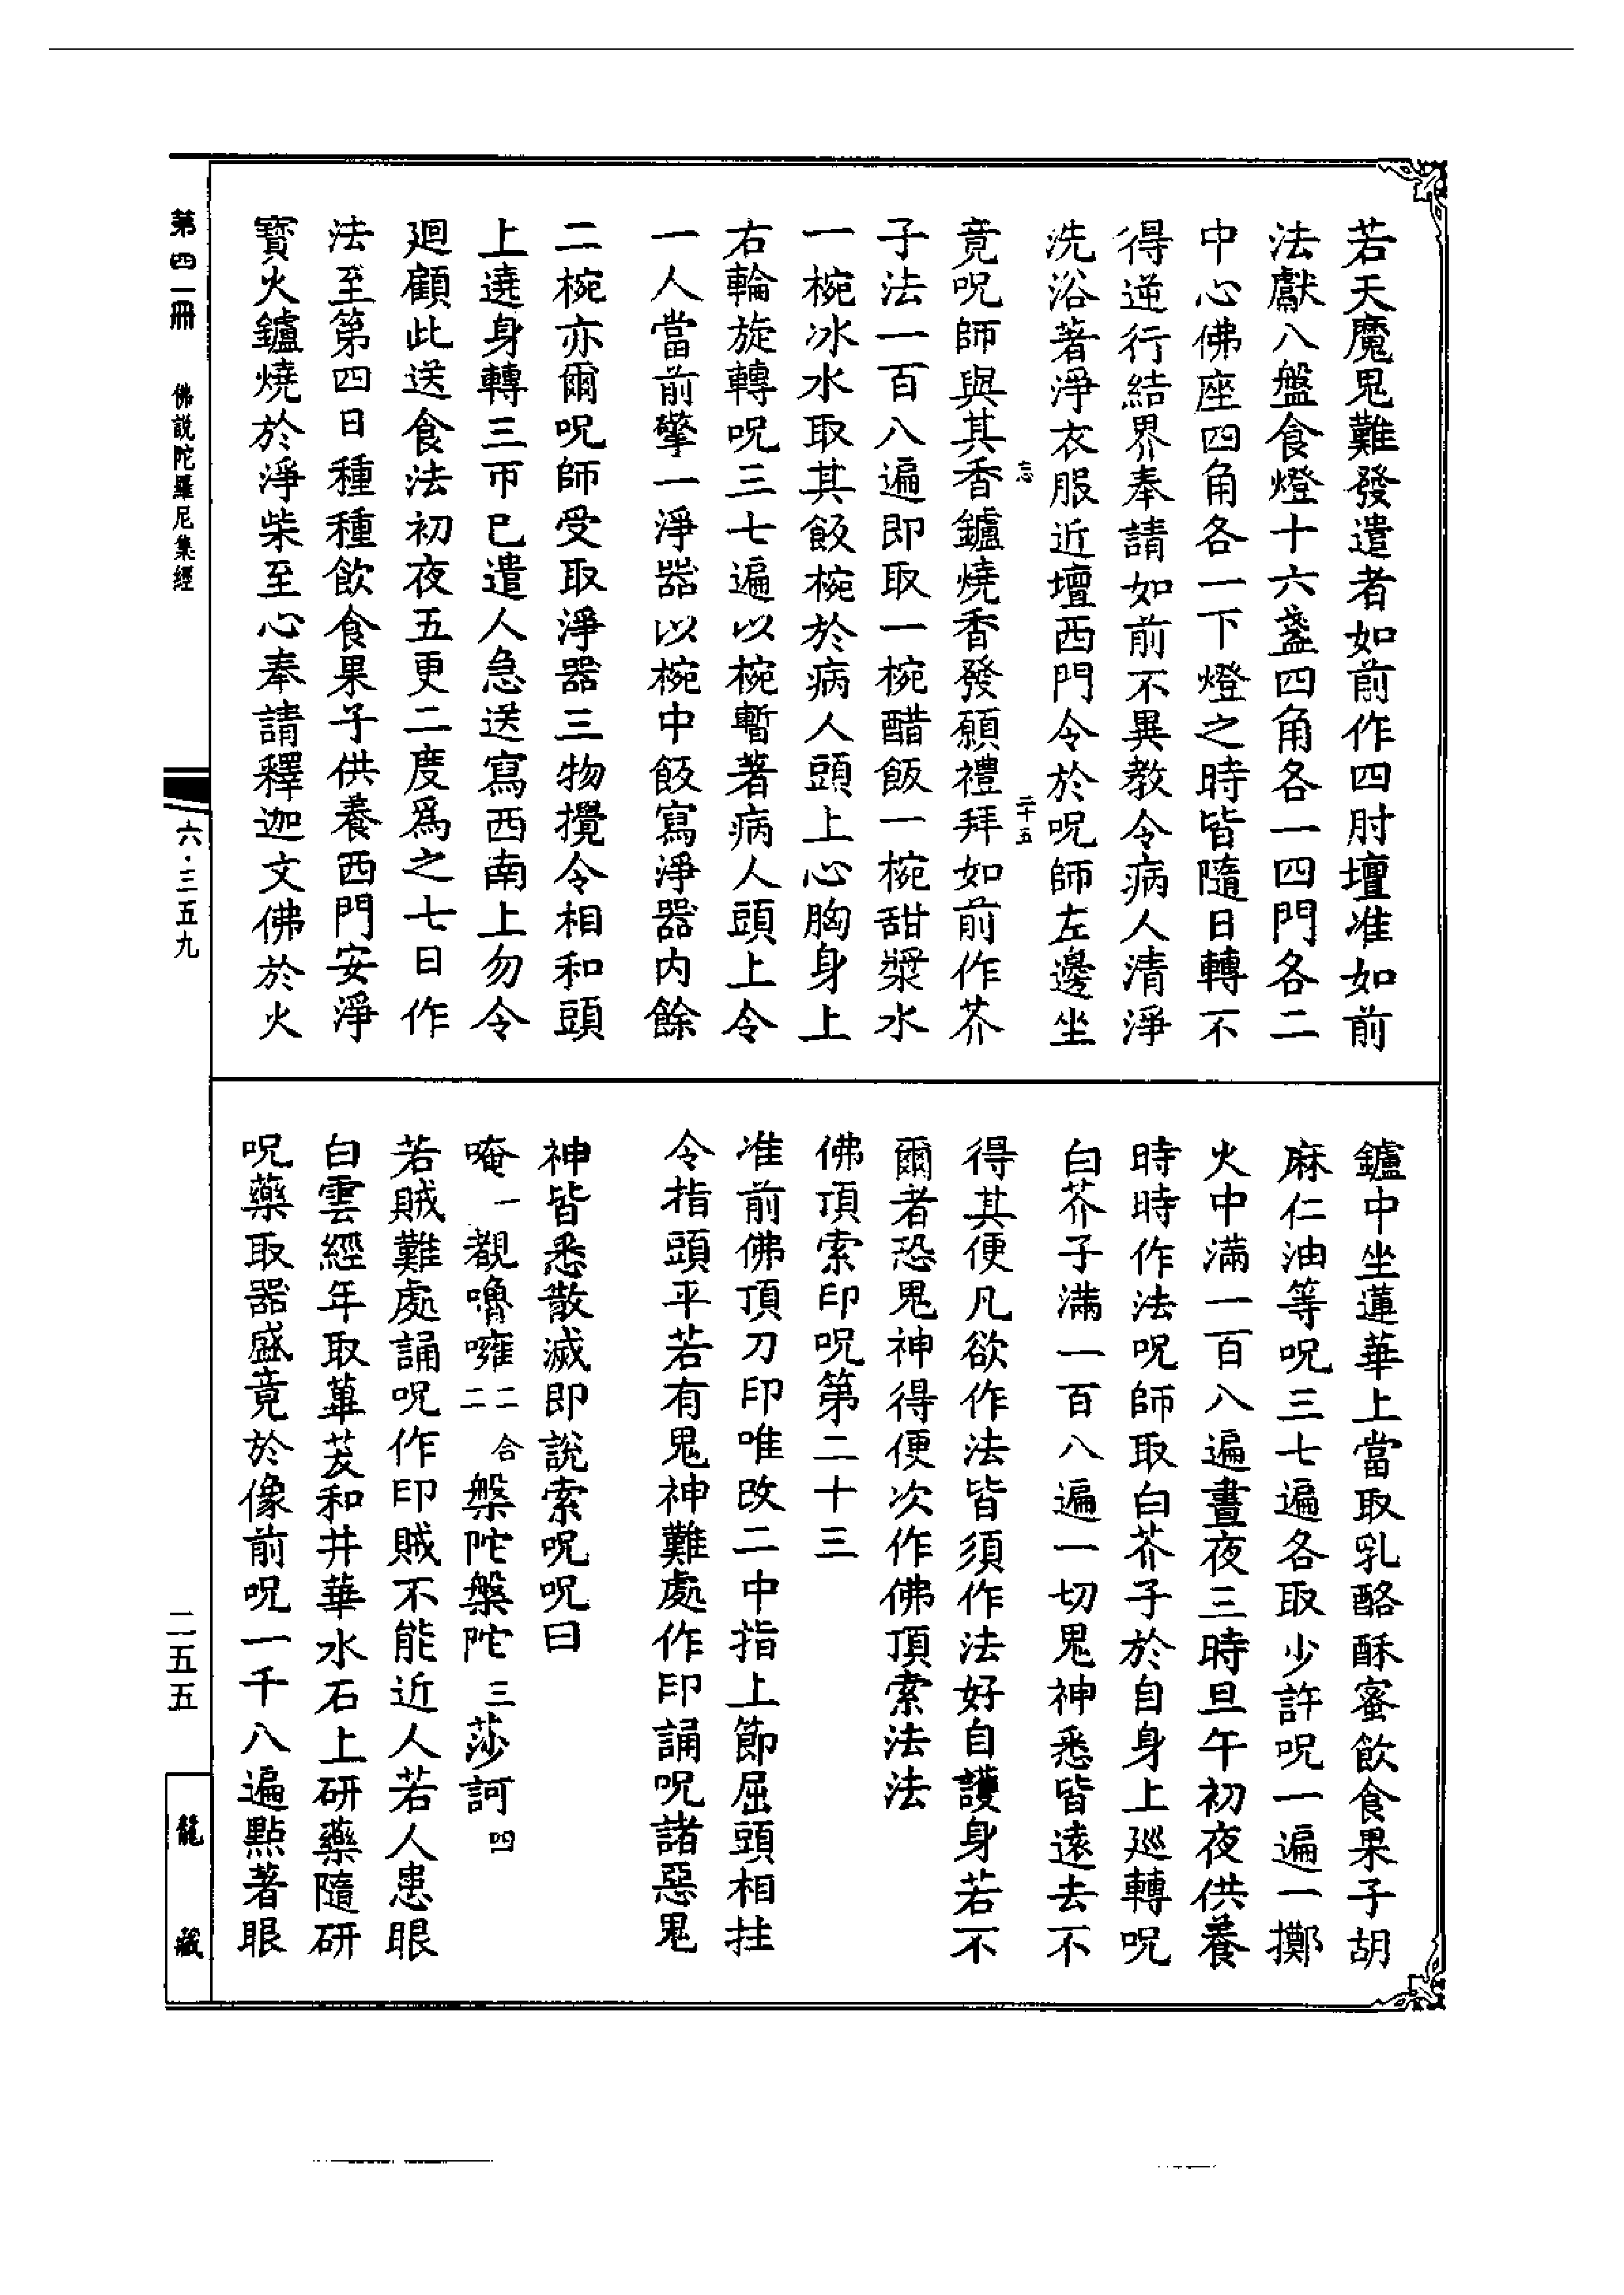 若天魔鬼難發遣者如前作四肘壇准如前
法獻八盤食燈十六盞四角各一四門各二
中心佛座四角各一下燈之時皆隨日轉不
得逆行結界奉請如前不異教令病人清淨
洗浴著淨衣服近壇西門令於呪師左邊坐
忘 二十五
竟呪師與其香鑪燒香發願禮拜如前作芥
子法一百八遍即取一椀醋飯一椀甜漿水
一椀冰水取其飯椀於病人頭上心胸身上
右輪旋轉呪三七遍以椀暫著病人頭上令
一人當前擎一淨器以椀中飯寫淨器內餘
二椀亦爾呪師受取淨器三物攪令相和頭
上遶身轉三帀已遣人急送寫西南上勿令
迴顧此送食法初夜五更二度爲之七日作
法至第四日種種飲食果子供養西門安淨
寶火鑪燒於淨柴至心奉請釋迦文佛於火
鑪中坐蓮華上當取乳酪酥蜜飲食果子胡
麻仁油等呪三七遍各取少許呪一遍一擲
火中滿一百八遍晝夜三時旦午初夜供養
時時作法呪師取白芥子於自身上廵轉呪
白芥子滿一百八遍一切鬼神悉皆遠去不
得其便凡欲作法皆須作法好自護身若不
爾者恐鬼神得便次作佛頂索法法
佛頂索印呪第二十三
准前佛頂刀印唯改二中指上節屈頭相拄
令指頭平若有鬼神難處作印誦呪諸惡鬼
神皆悉散滅即說索呪呪曰
唵一覩嚕嚾二合二槃陀槃陀三莎訶四
若賊難處誦呪作印賊不能近人若人患眼
白雲經年取蓽茇和井華水石上研藥隨研
呪藥取器盛竟於像前呪一千八遍點著眼
第四一冊 佛說陀羅尼集經
六·三五九
二五五
龍藏